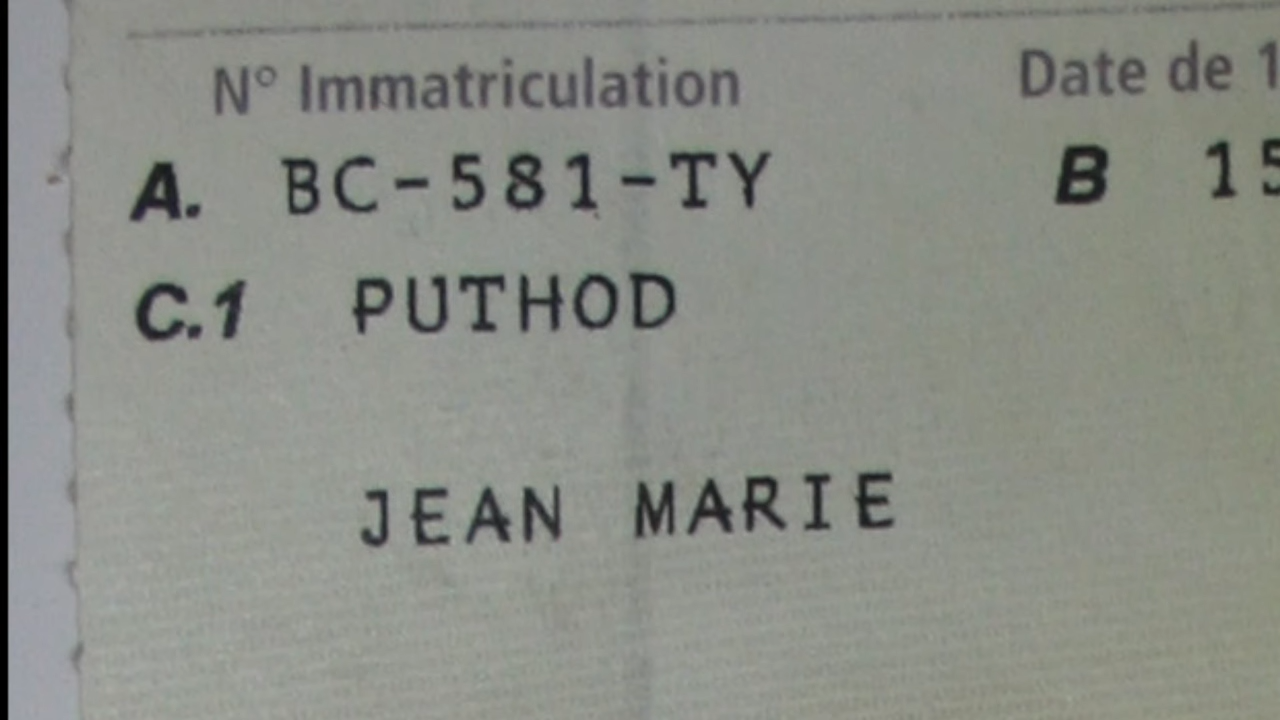 N° Immatriculation Date de 1
A. BC-581-TY B 15
C.1 PUTHOD
JEAN MARIE